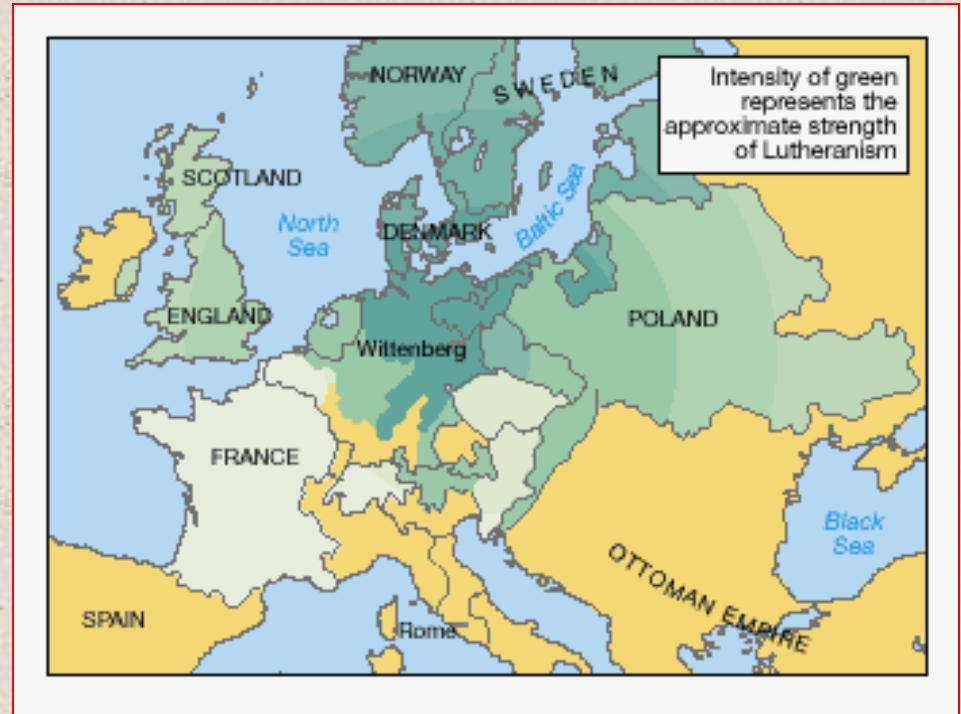 NORWAY
SWEDEN
Intensity of green
represents the
approximate strength
of Lutheranism
SCOTLAND
North
Sea
DENMARK
Baltic Sea
ENGLAND
Wittenberg
POLAND
FRANCE
Black
Sea
OTTOMAN EMPIRE
SPAIN
Rome